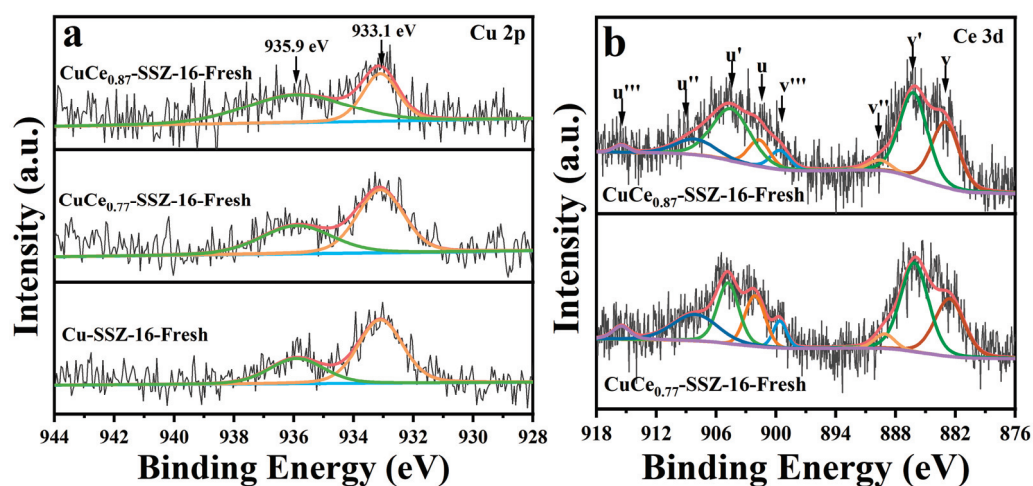 a
Cu 2p
935.9 eV
933.1 eV
CuCe0.87-SSZ-16-Fresh
CuCe0.77-SSZ-16-Fresh
Cu-SSZ-16-Fresh
Intensity (a.u.)
944 942 940 938 936 934 932 930 928
Binding Energy (eV)
b
Ce 3d
u''' u'' u' u v''' v'' v' v
CuCe0.87-SSZ-16-Fresh
CuCe0.77-SSZ-16-Fresh
Intensity (a.u.)
918 912 906 900 894 888 882 876
Binding Energy (eV)